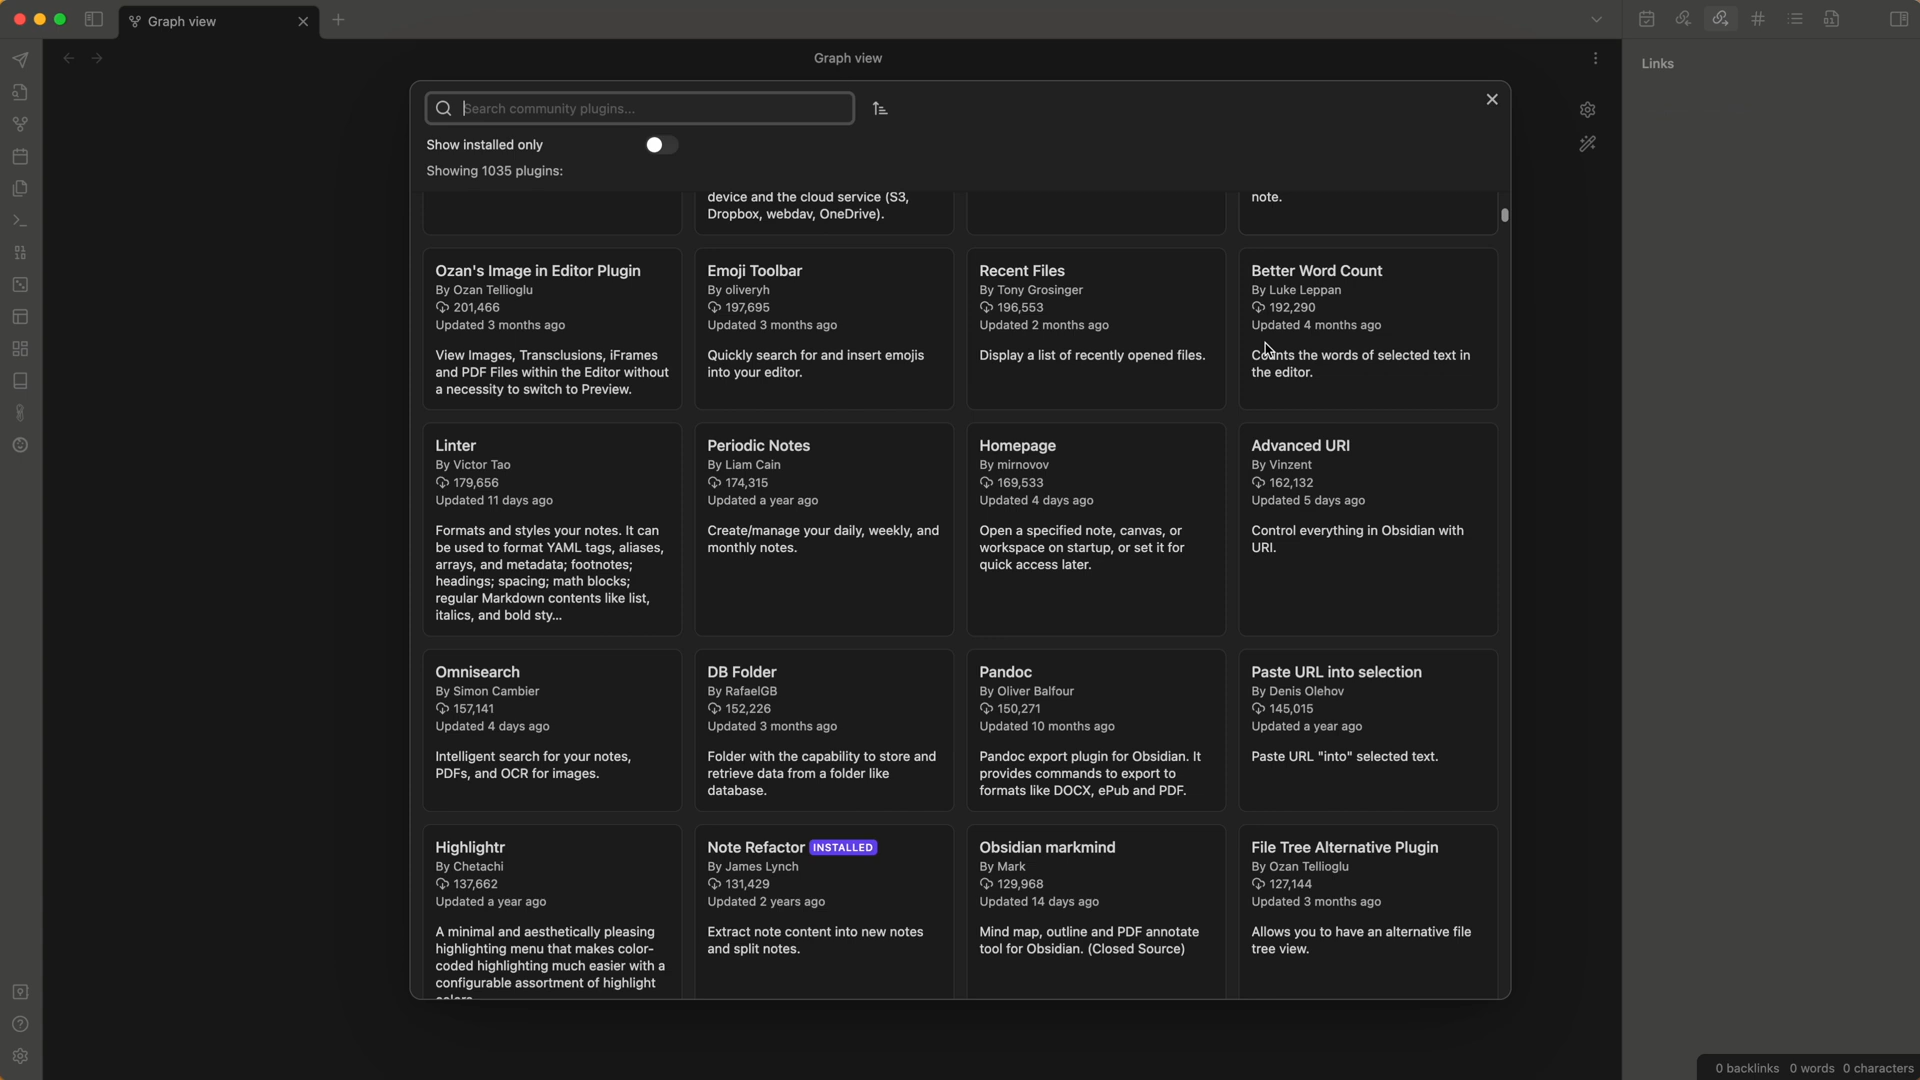 Graph view
Graph view
Links
Search community plugins...
Show installed only
Showing 1035 plugins:
device and the cloud service (S3,
Dropbox, webdav, OneDrive).
note.
Ozan's Image in Editor Plugin
By Ozan Tellioglu
201,466
Updated 3 months ago
View Images, Transclusions, iFrames
and PDF Files within the Editor without
a necessity to switch to Preview.
Emoji Toolbar
By oliveryh
197,695
Updated 3 months ago
Quickly search for and insert emojis
into your editor.
Recent Files
By Tony Grosinger
196,553
Updated 2 months ago
Display a list of recently opened files.
Better Word Count
By Luke Leppan
192,290
Updated 4 months ago
Counts the words of selected text in
the editor.
Linter
By Victor Tao
179,656
Updated 11 days ago
Formats and styles your notes. It can
be used to format YAML tags, aliases,
arrays, and metadata; footnotes;
headings; spacing; math blocks;
regular Markdown contents like list,
italics, and bold sty...
Periodic Notes
By Liam Cain
174,315
Updated a year ago
Create/manage your daily, weekly, and
monthly notes.
Homepage
By mirnovov
169,533
Updated 4 days ago
Open a specified note, canvas, or
workspace on startup, or set it for
quick access later.
Advanced URI
By Vinzent
162,132
Updated 5 days ago
Control everything in Obsidian with
URI.
Omnisearch
By Simon Cambier
157,141
Updated 4 days ago
Intelligent search for your notes,
PDFs, and OCR for images.
DB Folder
By RafaelGB
152,226
Updated 3 months ago
Folder with the capability to store and
retrieve data from a folder like
database.
Pandoc
By Oliver Balfour
150,271
Updated 10 months ago
Pandoc export plugin for Obsidian. It
provides commands to export to
formats like DOCX, ePub and PDF.
Paste URL into selection
By Denis Olehov
145,015
Updated a year ago
Paste URL "into" selected text.
Highlightr
By Chetachi
137,662
Updated a year ago
A minimal and aesthetically pleasing
highlighting menu that makes color-
coded highlighting much easier with a
configurable assortment of highlight
Note Refactor INSTALLED
By James Lynch
131,429
Updated 2 years ago
Extract note content into new notes
and split notes.
Obsidian markmind
By Mark
129,968
Updated 14 days ago
Mind map, outline and PDF annotate
tool for Obsidian. (Closed Source)
File Tree Alternative Plugin
By Ozan Tellioglu
127,144
Updated 3 months ago
Allows you to have an alternative file
tree view.
0 backlinks 0 words 0 characters